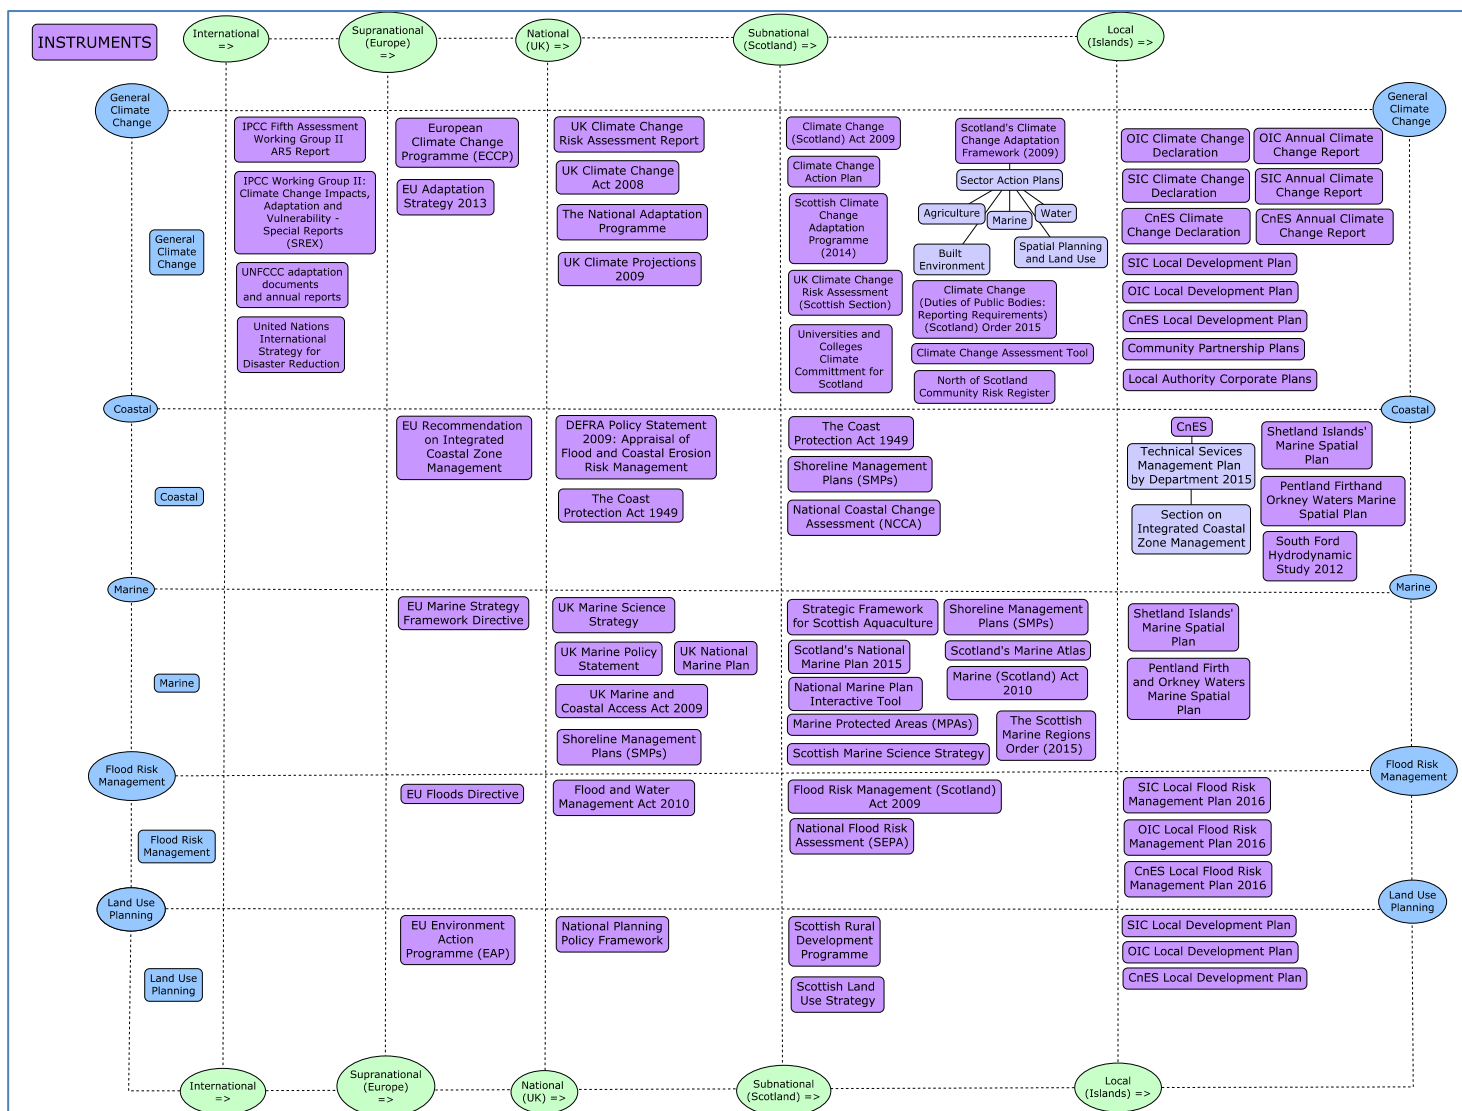 INSTRUMENTS
International
=>
Supranational
(Europe)
=>
National
(UK) =>
Subnational
(Scotland) =>
Local
(Islands) =>
General
Climate
Change
General
Climate
Change
General
Climate
Change
IPCC Fifth Assessment
Working Group II
AR5 Report
IPCC Working Group II:
Climate Change Impacts,
Adaptation and
Vulnerability -
Special Reports
(SREX)
UNFCCC adaptation
documents
and annual reports
United Nations
International
Strategy for
Disaster Reduction
European
Climate Change
Programme (ECCP)
EU Adaptation
Strategy 2013
UK Climate Change
Risk Assessment Report
UK Climate Change
Act 2008
The National Adaptation
Programme
UK Climate Projections
2009
Climate Change
(Scotland) Act 2009
Climate Change
Action Plan
Scottish Climate
Change
Adaptation
Programme
(2014)
UK Climate Change
Risk Assessment
(Scottish Section)
Universities and
Colleges
Climate
Committment for
Scotland
Scotland's Climate
Change Adaptation
Framework (2009)
Sector Action Plans
Agriculture
Marine
Water
Built
Environment
Spatial Planning
and Land Use
Climate Change
(Duties of Public Bodies:
Reporting Requirements)
(Scotland) Order 2015
Climate Change Assessment Tool
North of Scotland
Community Risk Register
OIC Climate Change
Declaration
OIC Annual Climate
Change Report
SIC Climate Change
Declaration
SIC Annual Climate
Change Report
CnES Climate
Change Declaration
CnES Annual Climate
Change Report
SIC Local Development Plan
OIC Local Development Plan
CnES Local Development Plan
Community Partnership Plans
Local Authority Corporate Plans
Coastal
Coastal
Coastal
EU Recommendation
on Integrated
Coastal Zone
Management
DEFRA Policy Statement
2009: Appraisal of
Flood and Coastal Erosion
Risk Management
The Coast
Protection Act 1949
The Coast
Protection Act 1949
Shoreline Management
Plans (SMPs)
National Coastal Change
Assessment (NCCA)
CnES
Technical Sevices
Management Plan
by Department 2015
Section on
Integrated Coastal
Zone Management
Shetland Islands'
Marine Spatial
Plan
Pentland Firthand
Orkney Waters Marine
Spatial Plan
South Ford
Hydrodynamic
Study 2012
Marine
Marine
Marine
EU Marine Strategy
Framework Directive
UK Marine Science
Strategy
UK Marine Policy
Statement
UK National
Marine Plan
UK Marine and
Coastal Access Act 2009
Shoreline Management
Plans (SMPs)
Strategic Framework
for Scottish Aquaculture
Scotland's National
Marine Plan 2015
National Marine Plan
Interactive Tool
Marine Protected Areas (MPAs)
Scottish Marine Science Strategy
Shoreline Management
Plans (SMPs)
Scotland's Marine Atlas
Marine (Scotland) Act
2010
The Scottish
Marine Regions
Order (2015)
Shetland Islands'
Marine Spatial
Plan
Pentland Firth
and Orkney Waters
Marine Spatial
Plan
Flood Risk
Management
Flood Risk
Management
Flood Risk
Management
EU Floods Directive
Flood and Water
Management Act 2010
Flood Risk Management (Scotland)
Act 2009
National Flood Risk
Assessment (SEPA)
SIC Local Flood Risk
Management Plan 2016
OIC Local Flood Risk
Management Plan 2016
CnES Local Flood Risk
Management Plan 2016
Land Use
Planning
Land Use
Planning
Land Use
Planning
EU Environment
Action
Programme (EAP)
National Planning
Policy Framework
Scottish Rural
Development
Programme
Scottish Land
Use Strategy
SIC Local Development Plan
OIC Local Development Plan
CnES Local Development Plan
International
=>
Supranational
(Europe)
=>
National
(UK) =>
Subnational
(Scotland) =>
Local
(Islands) =>